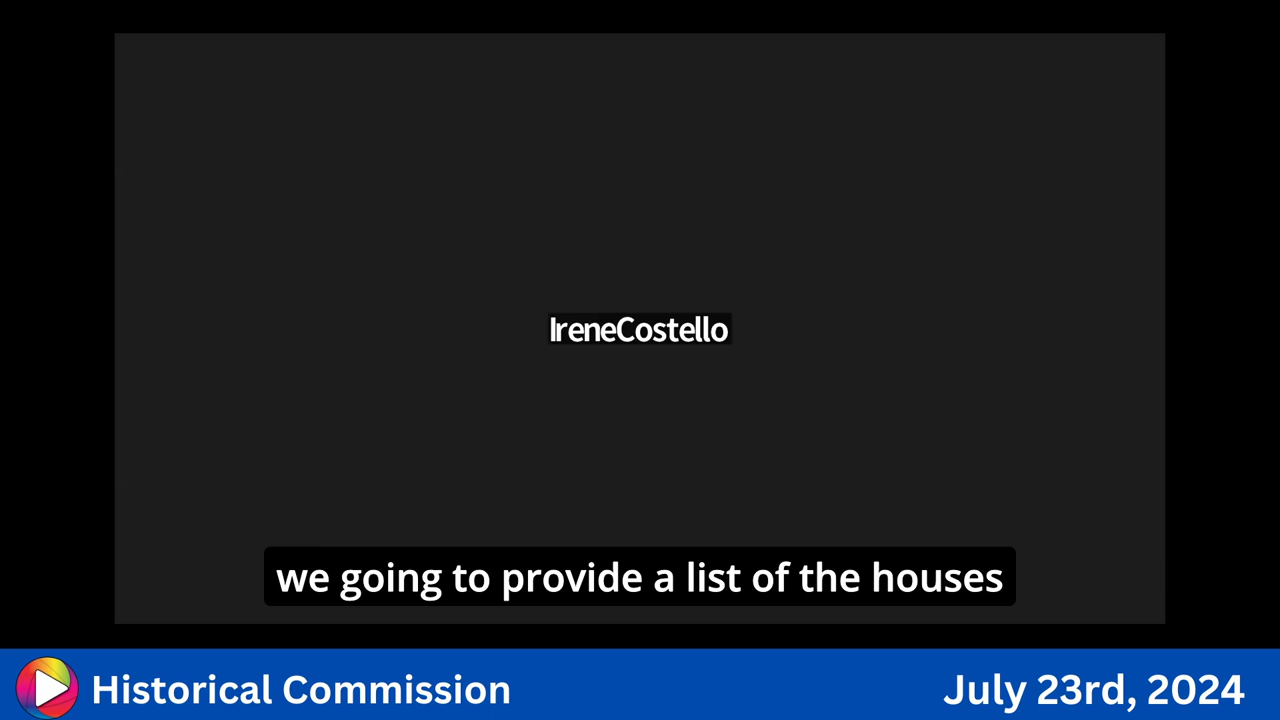 IreneCostello
we going to provide a list of the houses
Historical Commission
July 23rd, 2024